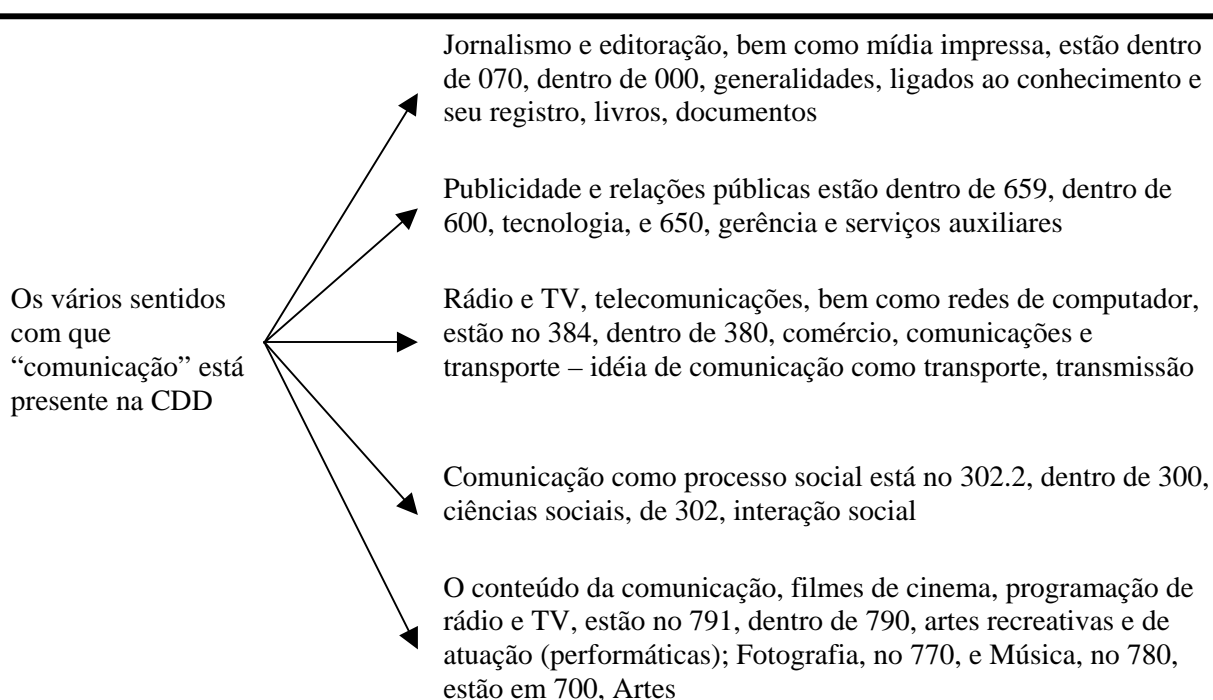 Jornalismo e editoração, bem como mídia impressa, estão dentro
de 070, dentro de 000, generalidades, ligados ao conhecimento e
seu registro, livros, documentos
Publicidade e relações públicas estão dentro de 659, dentro de
600, tecnologia, e 650, gerência e serviços auxiliares
Os vários sentidos
com que
“comunicação” está
presente na CDD
Rádio e TV, telecomunicações, bem como redes de computador,
estão no 384, dentro de 380, comércio, comunicações e
transporte – idéia de comunicação como transporte, transmissão
Comunicação como processo social está no 302.2, dentro de 300,
ciências sociais, de 302, interação social
O conteúdo da comunicação, filmes de cinema, programação de
rádio e TV, estão no 791, dentro de 790, artes recreativas e de
atuação (performáticas); Fotografia, no 770, e Música, no 780,
estão em 700, Artes